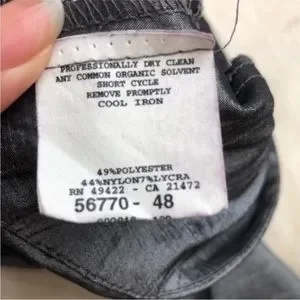 PROFESSIONALLY DRY CLEAN
ANY COMMON ORGANIC SOLVENT
SHORT CYCLE
REMOVE PROMPTLY
COOL IRON
49%POLYESTER
44%NYLON7%LYCRA
RN 49422 - CA 21472
56770- 48